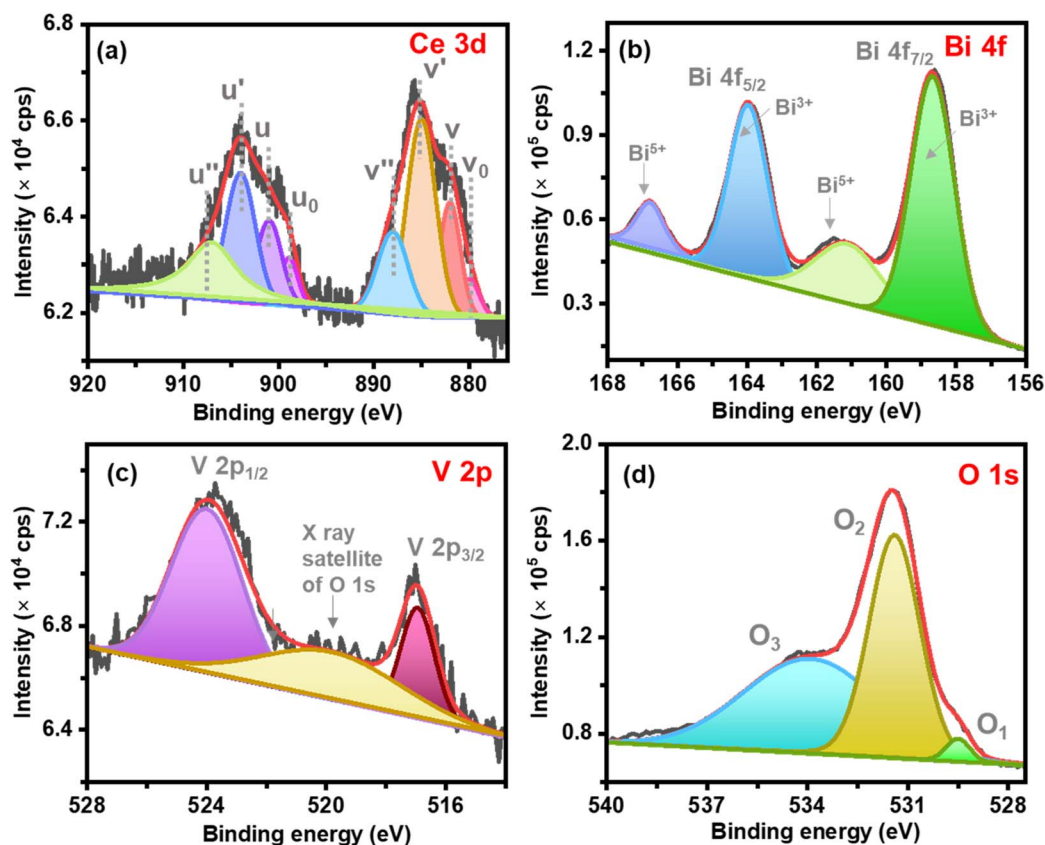 (a)
Ce 3d
6.8
6.6
6.4
6.2
Intensity (× 10⁴ cps)
u''
u'
u
u₀
v''
v'
v
v₀
920
910
900
890
880
Binding energy (eV)
(b)
Bi 4f
1.2
0.9
0.6
0.3
Intensity (× 10⁵ cps)
Bi⁵⁺
Bi 4f₅/₂
Bi³⁺
Bi⁵⁺
Bi 4f₇/₂
Bi³⁺
168
166
164
162
160
158
156
Binding energy (eV)
(c)
V 2p
7.2
6.8
6.4
Intensity (× 10⁴ cps)
V 2p₁/₂
X ray
satellite
of O 1s
V 2p₃/₂
528
524
520
516
Binding energy (eV)
(d)
O 1s
2.0
1.6
1.2
0.8
Intensity (× 10⁵ cps)
O₃
O₂
O₁
540
537
534
531
528
Binding energy (eV)